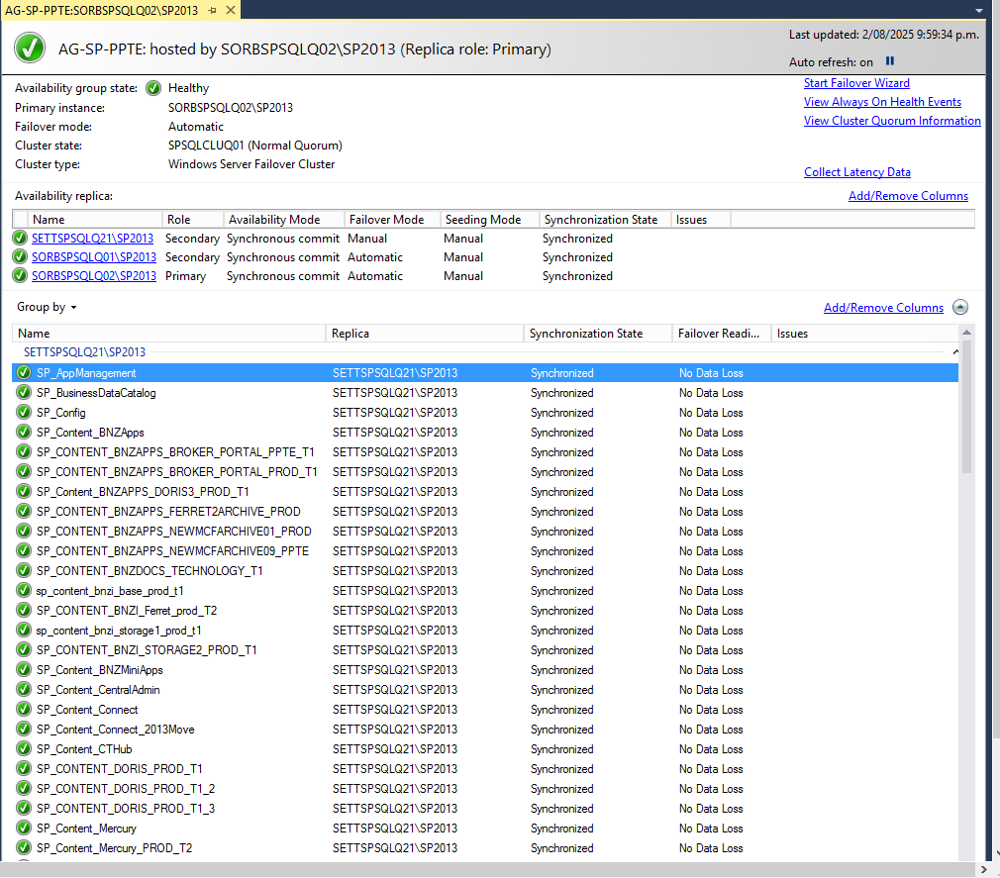 AG-SP-PPTE:SORBSPSQLQ02\SP2013
AG-SP-PPTE: hosted by SORBSPSQLQ02\SP2013 (Replica role: Primary)
Last updated: 2/08/2025 9:59:34 p.m.
Auto refresh: on
Availability group state: Healthy
Primary instance: SORBSPSQLQ02\SP2013
Failover mode: Automatic
Cluster state: SPSQLCLUQ01 (Normal Quorum)
Cluster type: Windows Server Failover Cluster
Start Failover Wizard
View Always On Health Events
View Cluster Quorum Information
Collect Latency Data
Availability replica: Add/Remove Columns
Name Role Availability Mode Failover Mode Seeding Mode Synchronization State Issues
SETTSPSQLQ21\SP2013 Secondary Synchronous commit Manual Manual Synchronized
SORBSPSQLQ01\SP2013 Secondary Synchronous commit Automatic Manual Synchronized
SORBSPSQLQ02\SP2013 Primary Synchronous commit Automatic Manual Synchronized
Group by Add/Remove Columns
Name Replica Synchronization State Failover Readi... Issues
SETTSPSQLQ21\SP2013
SP_AppManagement SETTSPSQLQ21\SP2013 Synchronized No Data Loss
SP_BusinessDataCatalog SETTSPSQLQ21\SP2013 Synchronized No Data Loss
SP_Config SETTSPSQLQ21\SP2013 Synchronized No Data Loss
SP_Content_BNZApps SETTSPSQLQ21\SP2013 Synchronized No Data Loss
SP_CONTENT_BNZAPPS_BROKER_PORTAL_PPTE_T1 SETTSPSQLQ21\SP2013 Synchronized No Data Loss
SP_CONTENT_BNZAPPS_BROKER_PORTAL_PROD_T1 SETTSPSQLQ21\SP2013 Synchronized No Data Loss
SP_Content_BNZAPPS_DORIS3_PROD_T1 SETTSPSQLQ21\SP2013 Synchronized No Data Loss
SP_CONTENT_BNZAPPS_FERRET2ARCHIVE_PROD SETTSPSQLQ21\SP2013 Synchronized No Data Loss
SP_CONTENT_BNZAPPS_NEWMCFARCHIVE01_PROD SETTSPSQLQ21\SP2013 Synchronized No Data Loss
SP_CONTENT_BNZAPPS_NEWMCFARCHIVE09_PPTE SETTSPSQLQ21\SP2013 Synchronized No Data Loss
SP_CONTENT_BNZDOCS_TECHNOLOGY_T1 SETTSPSQLQ21\SP2013 Synchronized No Data Loss
sp_content_bnzi_base_prod_t1 SETTSPSQLQ21\SP2013 Synchronized No Data Loss
SP_CONTENT_BNZI_Ferret_prod_T2 SETTSPSQLQ21\SP2013 Synchronized No Data Loss
sp_content_bnzi_storage1_prod_t1 SETTSPSQLQ21\SP2013 Synchronized No Data Loss
SP_CONTENT_BNZI_STORAGE2_PROD_T1 SETTSPSQLQ21\SP2013 Synchronized No Data Loss
SP_Content_BNZMiniApps SETTSPSQLQ21\SP2013 Synchronized No Data Loss
SP_Content_CentralAdmin SETTSPSQLQ21\SP2013 Synchronized No Data Loss
SP_Content_Connect SETTSPSQLQ21\SP2013 Synchronized No Data Loss
SP_Content_Connect_2013Move SETTSPSQLQ21\SP2013 Synchronized No Data Loss
SP_Content_CTHub SETTSPSQLQ21\SP2013 Synchronized No Data Loss
SP_CONTENT_DORIS_PROD_T1 SETTSPSQLQ21\SP2013 Synchronized No Data Loss
SP_CONTENT_DORIS_PROD_T1_2 SETTSPSQLQ21\SP2013 Synchronized No Data Loss
SP_CONTENT_DORIS_PROD_T1_3 SETTSPSQLQ21\SP2013 Synchronized No Data Loss
SP_Content_Mercury SETTSPSQLQ21\SP2013 Synchronized No Data Loss
SP_Content_Mercury_PROD_T2 SETTSPSQLQ21\SP2013 Synchronized No Data Loss